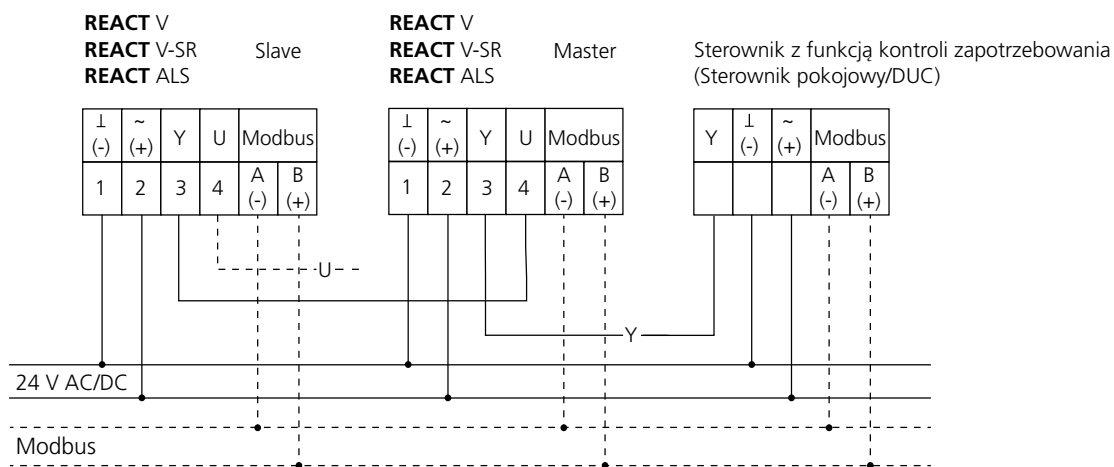 REACT V
REACT V-SR Slave
REACT ALS
REACT V
REACT V-SR Master
REACT ALS
Sterownik z funkcją kontroli zapotrzebowania
(Sterownik pokojowy/DUC)
⊥ ~ Y U Modbus
(-) (+)
1 2 3 4 A B
(-) (+)
⊥ ~ Y U Modbus
(-) (+)
1 2 3 4 A B
(-) (+)
Y ⊥ ~ Modbus
(-) (+)
A B
(-) (+)
U
Y
24 V AC/DC
Modbus